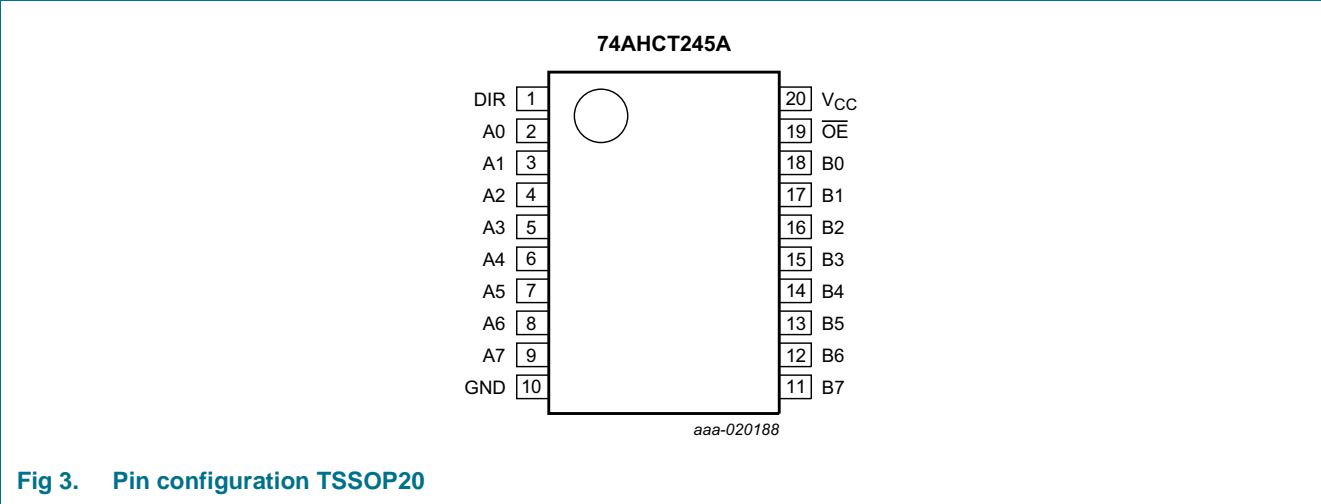 74AHCT245A
DIR 1 20 VCC
A0 2 19 O̅E̅
A1 3 18 B0
A2 4 17 B1
A3 5 16 B2
A4 6 15 B3
A5 7 14 B4
A6 8 13 B5
A7 9 12 B6
GND 10 11 B7
aaa-020188
Fig 3. Pin configuration TSSOP20